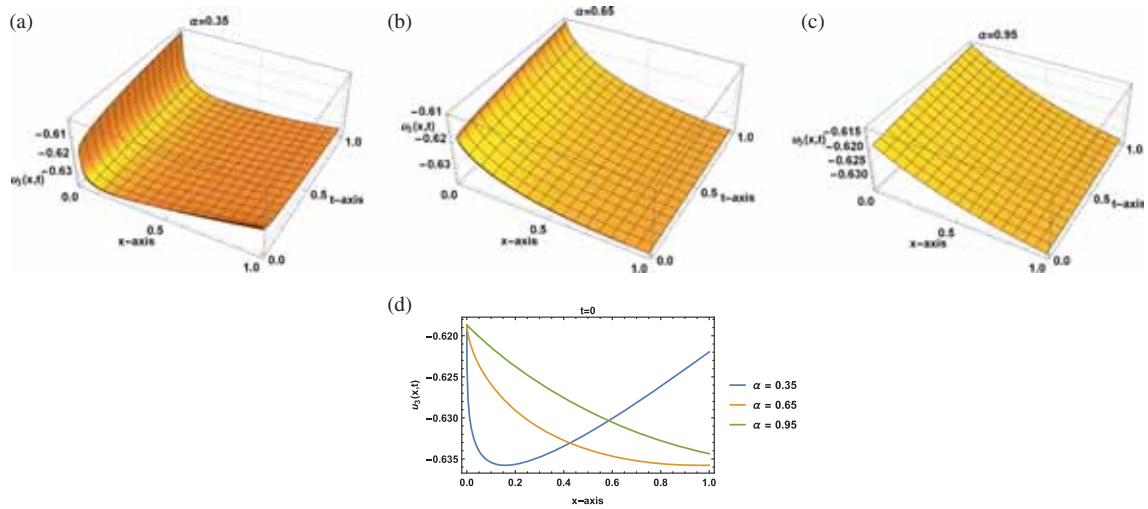 (a)
α=0.35
−0.61
−0.62
−0.63
ω₃(x,t)
0.0
0.5
x−axis
1.0
0.0
0.5
t−axis
1.0
(b)
α=0.65
−0.61
−0.62
−0.63
0.0
0.5
x−axis
1.0
0.0
0.5
t−axis
1.0
(c)
α=0.95
−0.615
−0.620
−0.625
−0.630
0.0
0.5
x−axis
1.0
0.0
0.5
t−axis
1.0
(d)
t=0
−0.620
−0.625
−0.630
−0.635
u₃(x,t)
0.0 0.2 0.4 0.6 0.8 1.0
x−axis
α = 0.35
α = 0.65
α = 0.95